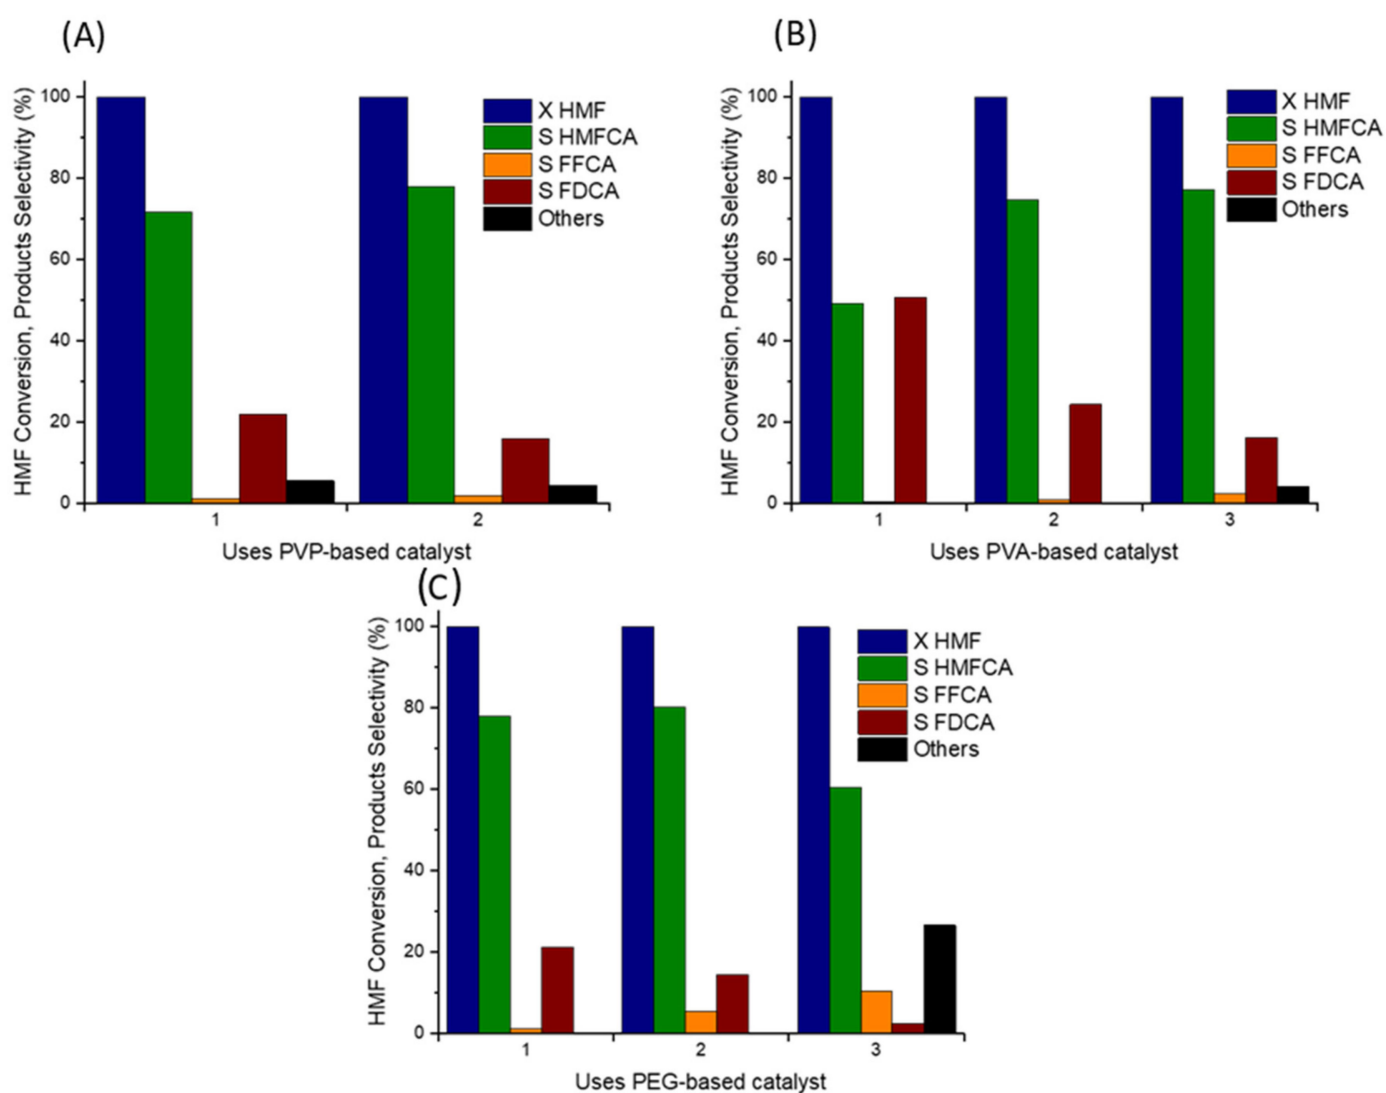 (A)
HMF Conversion, Products Selectivity (%)
100
80
60
40
20
0
X HMF
S HMFCA
S FFCA
S FDCA
Others
1 2
Uses PVP-based catalyst
(B)
HMF Conversion, Products Selectivity (%)
100
80
60
40
20
0
X HMF
S HMFCA
S FFCA
S FDCA
Others
1 2 3
Uses PVA-based catalyst
(C)
HMF Conversion, Products Selectivity (%)
100
80
60
40
20
0
X HMF
S HMFCA
S FFCA
S FDCA
Others
1 2 3
Uses PEG-based catalyst